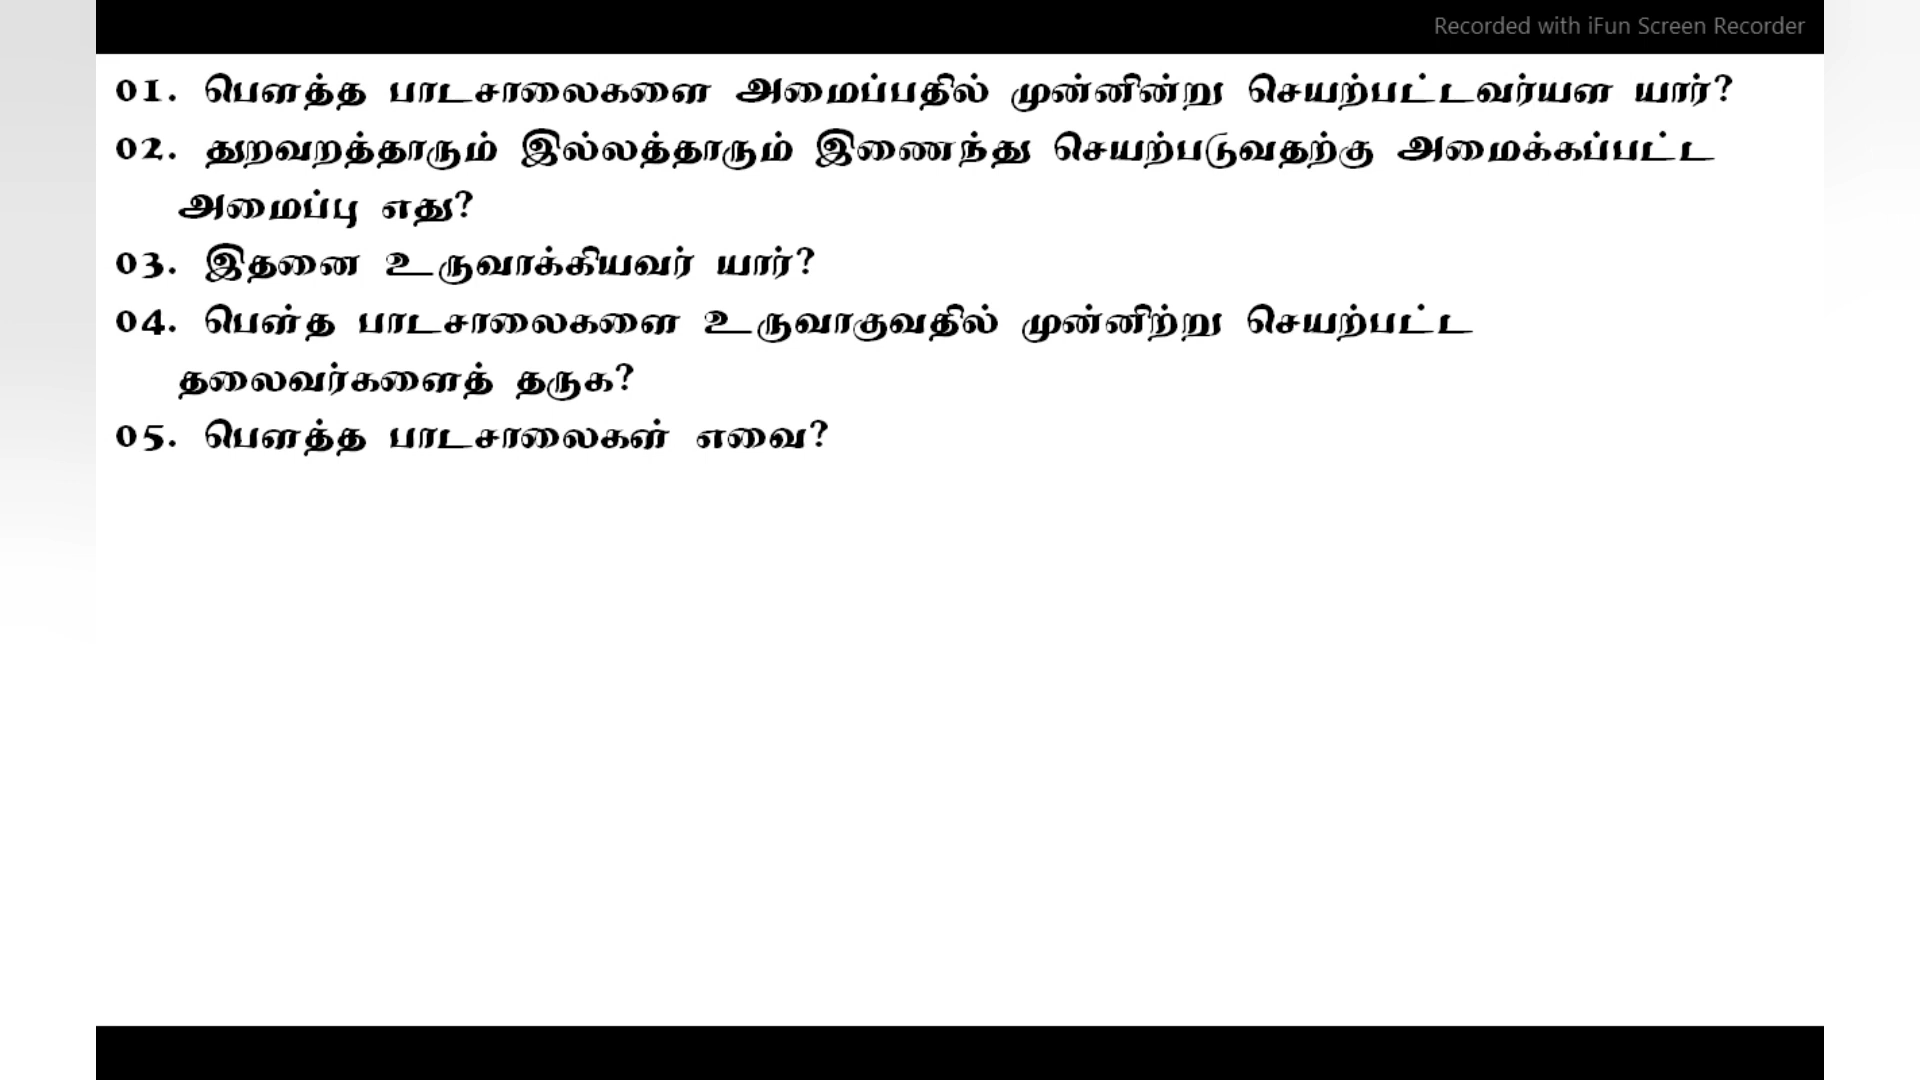 Recorded with iFun Screen Recorder
01. பௌத்த பாடசாலைகளை அமைப்பதில் முன்னின்று செயற்பட்டவர்யள யார்?
02. துறவறத்தாரும் இல்லத்தாரும் இணைந்து செயற்படுவதற்கு அமைக்கப்பட்ட
அமைப்பு எது?
03. இதனை உருவாக்கியவர் யார்?
04. பெள்த பாடசாலைகளை உருவாகுவதில் முன்னிற்று செயற்பட்ட
தலைவர்களைத் தருக?
05. பௌத்த பாடசாலைகள் எவை?